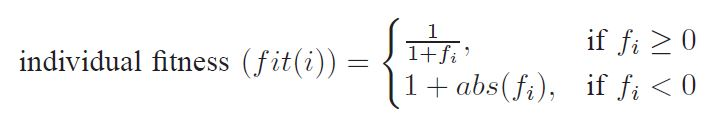 individual fitness (fit(i)) = { 1/(1+f_i), if f_i ≥ 0
1 + abs(f_i), if f_i < 0